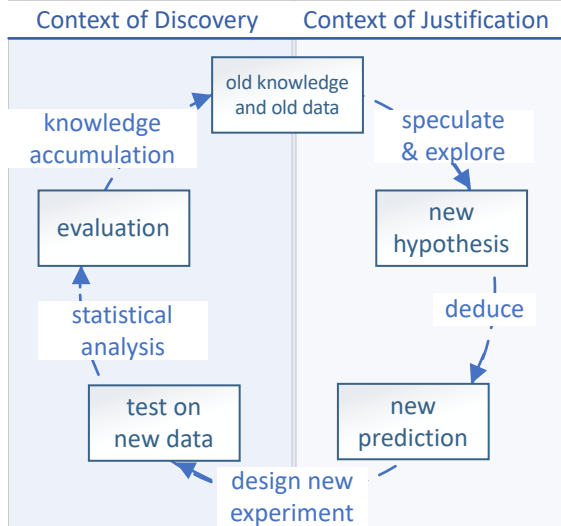 Context of Discovery
Context of Justification
old knowledge
and old data
speculate
& explore
new
hypothesis
deduce
new
prediction
design new
experiment
test on
new data
statistical
analysis
evaluation
knowledge
accumulation